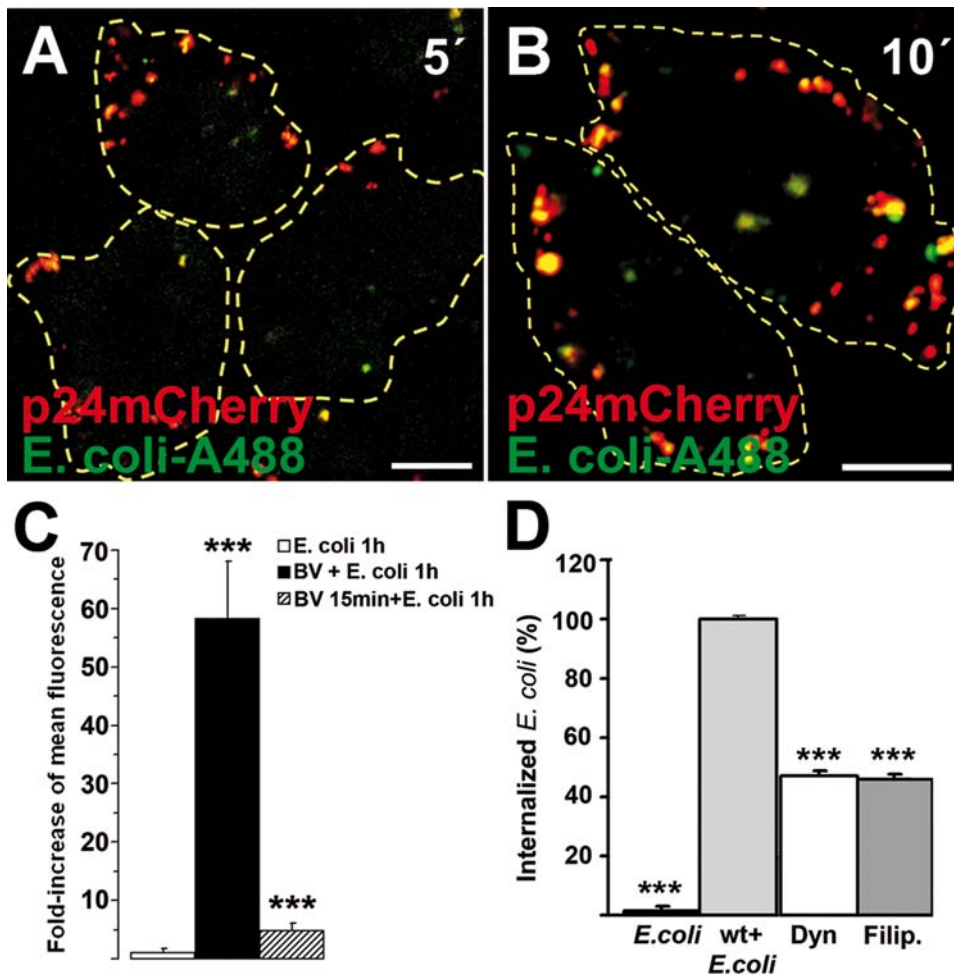 A
5´
p24mCherry
E. coli-A488
B
10´
p24mCherry
E. coli-A488
C
Fold-increase of mean fluorescence
70
60
50
40
30
20
10
***
***
E. coli 1h
BV + E. coli 1h
BV 15min+E. coli 1h
D
Internalized E. coli (%)
120
100
80
60
40
20
***
***
***
E.coli
wt+
E.coli
Dyn
Filip.